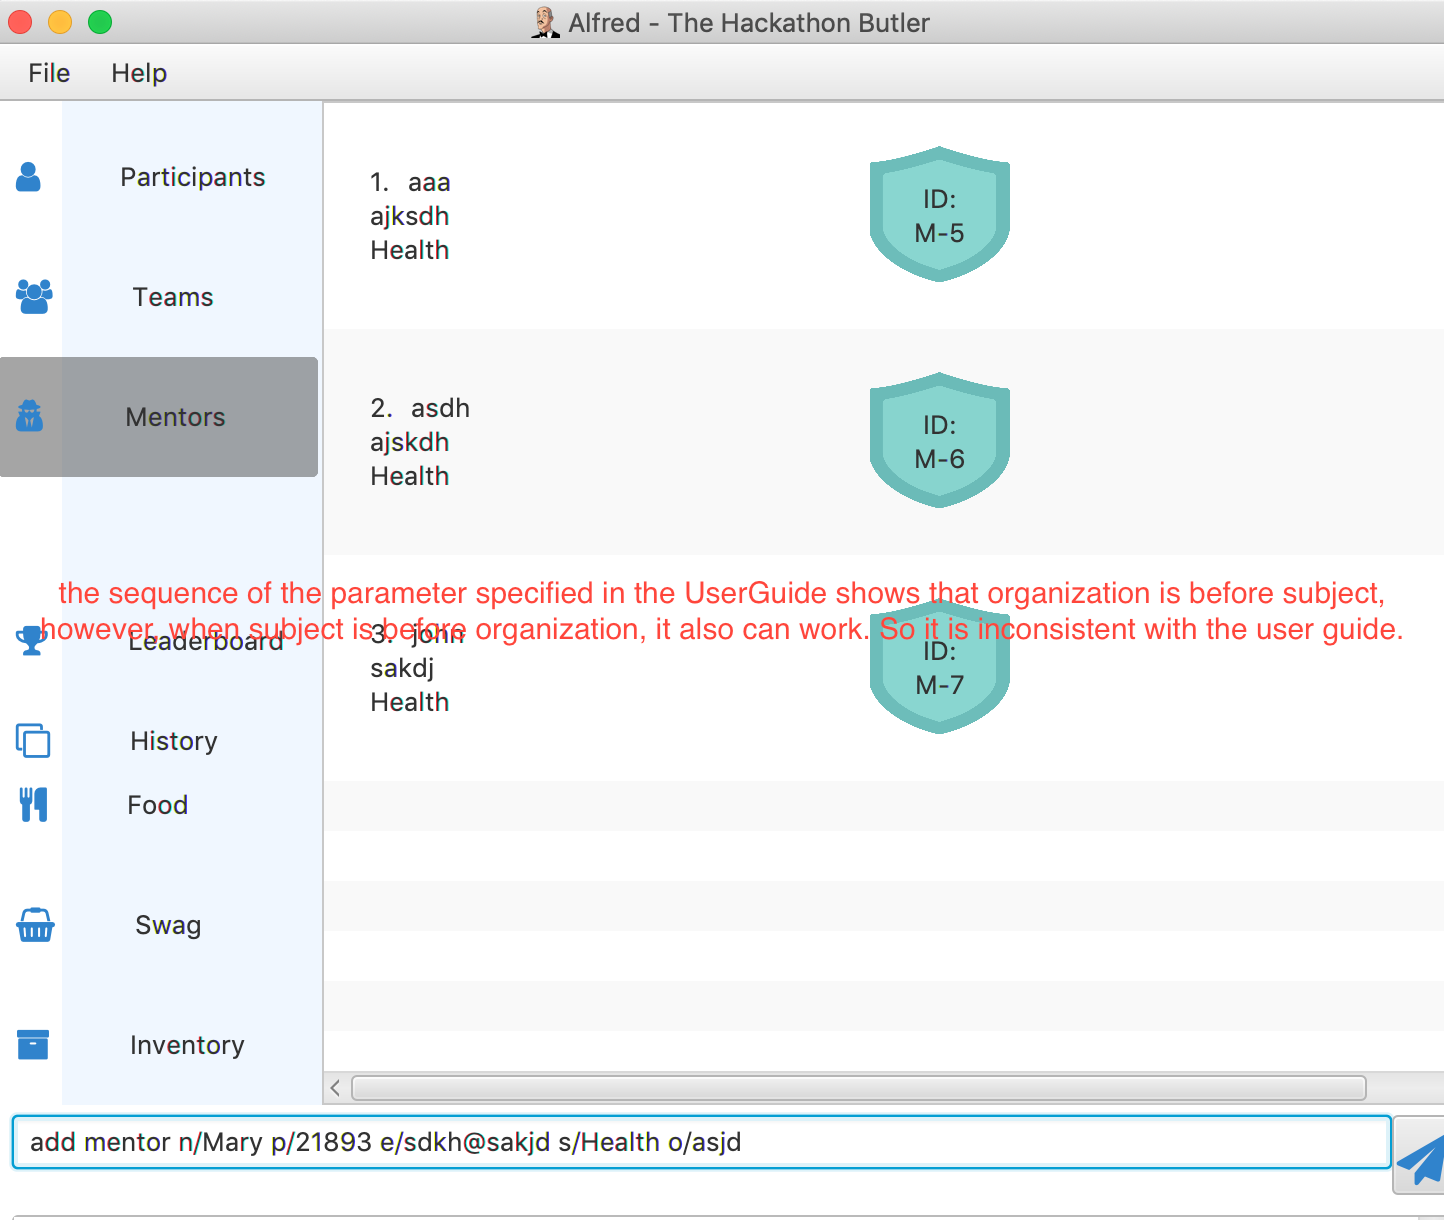 Alfred - The Hackathon Butler
File Help
Participants
Teams
Mentors
Leaderboard
History
Food
Swag
Inventory
1. aaa
ajksdh
Health
ID:
M-5
2. asdh
ajskdh
Health
ID:
M-6
the sequence of the parameter specified in the UserGuide shows that organization is before subject,
however, when subject is before organization, it also can work. So it is inconsistent with the user guide.
3. john
sakdj
Health
ID:
M-7
add mentor n/Mary p/21893 e/sdkh@sakjd s/Health o/asjd